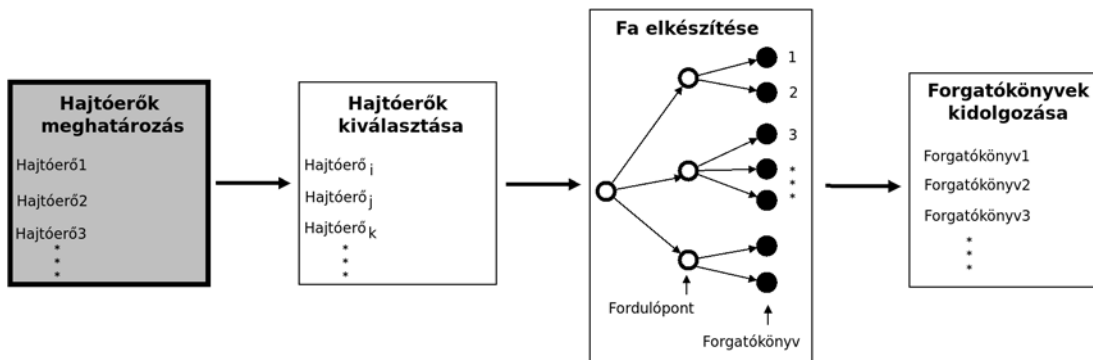 Hajtóerők
meghatározás
Hajtóerő1
Hajtóerő2
Hajtóerő3
*
*
*
Hajtóerők
kiválasztása
Hajtóerő i
Hajtóerő j
Hajtóerő k
*
*
*
Fa elkészítése
1
2
3
*
*
*
Fordulópont
Forgatókönyv
Forgatókönyvek
kidolgozása
Forgatókönyv1
Forgatókönyv2
Forgatókönyv3
*
*
*